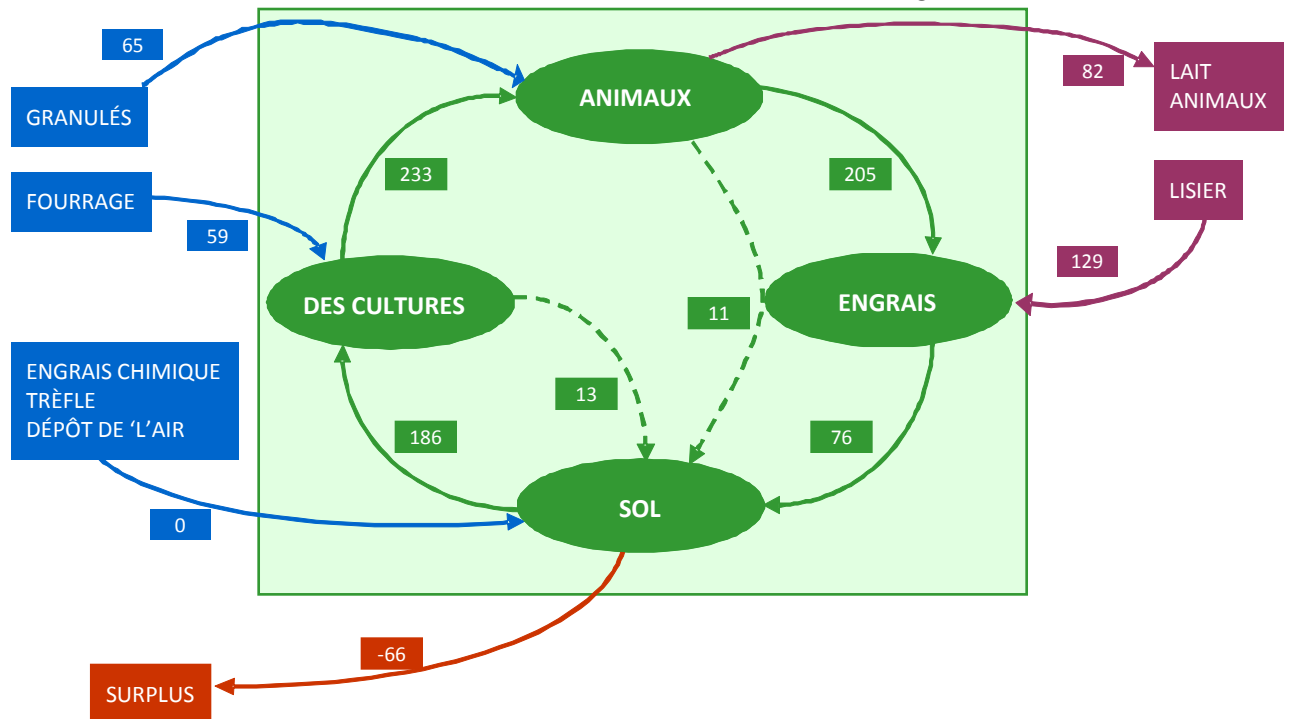 65
GRANULÉS
ANIMAUX
82
LAIT
ANIMAUX
233
205
FOURRAGE
59
LISIER
129
DES CULTURES
ENGRAIS
11
ENGRAIS CHIMIQUE
TRÈFLE
DÉPÔT DE ‘L’AIR
13
186
76
SOL
0
-66
SURPLUS